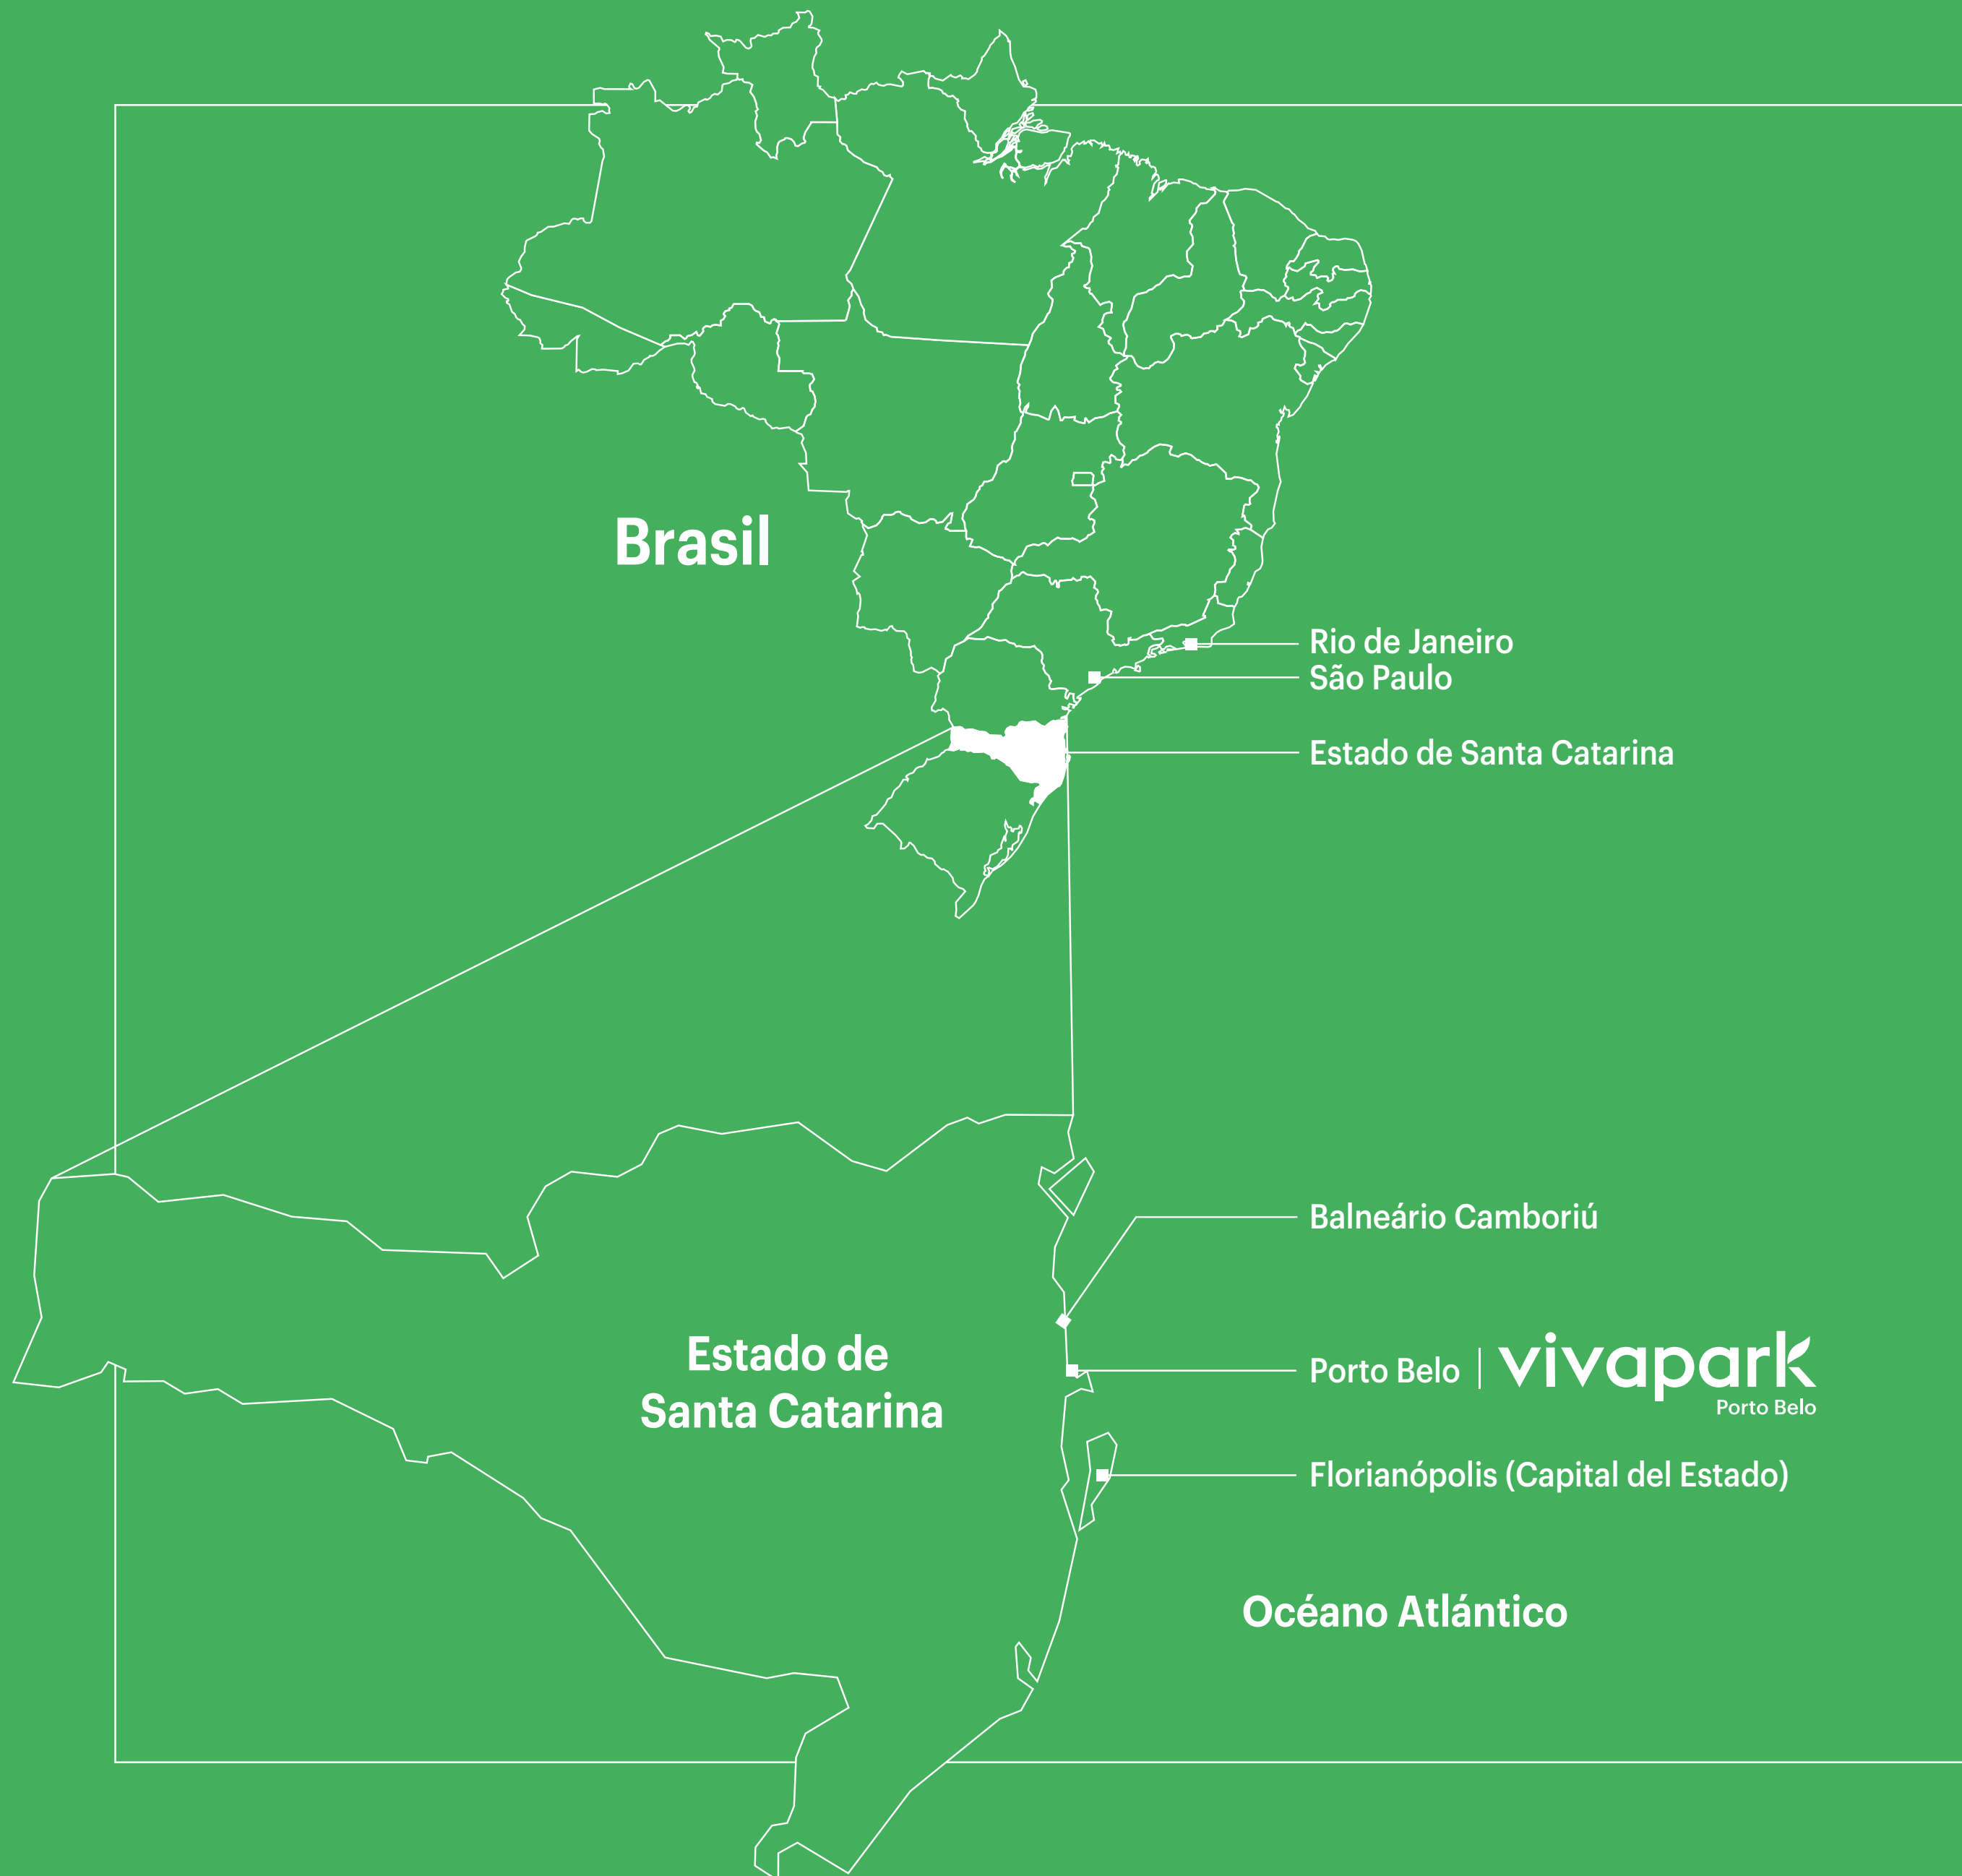 Brasil
Rio de Janeiro
São Paulo
Estado de Santa Catarina
Balneário Camboriú
Estado de
Santa Catarina
Porto Belo
vivapark
Porto Belo
Florianópolis (Capital del Estado)
Océano Atlántico